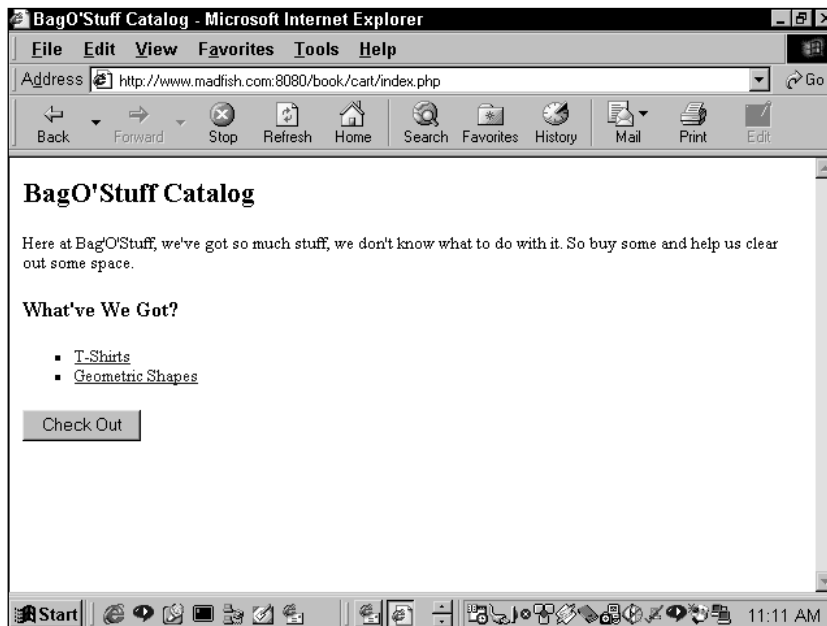 BagO'Stuff Catalog - Microsoft Internet Explorer
File Edit View Favorites Tools Help
Address http://www.madfish.com:8080/book/cart/index.php Go
Back Forward Stop Refresh Home Search Favorites History Mail Print Edit
BagO'Stuff Catalog
Here at Bag'O'Stuff, we've got so much stuff, we don't know what to do with it. So buy some and help us clear
out some space.
What've We Got?
T-Shirts
Geometric Shapes
Check Out
Start 11:11 AM